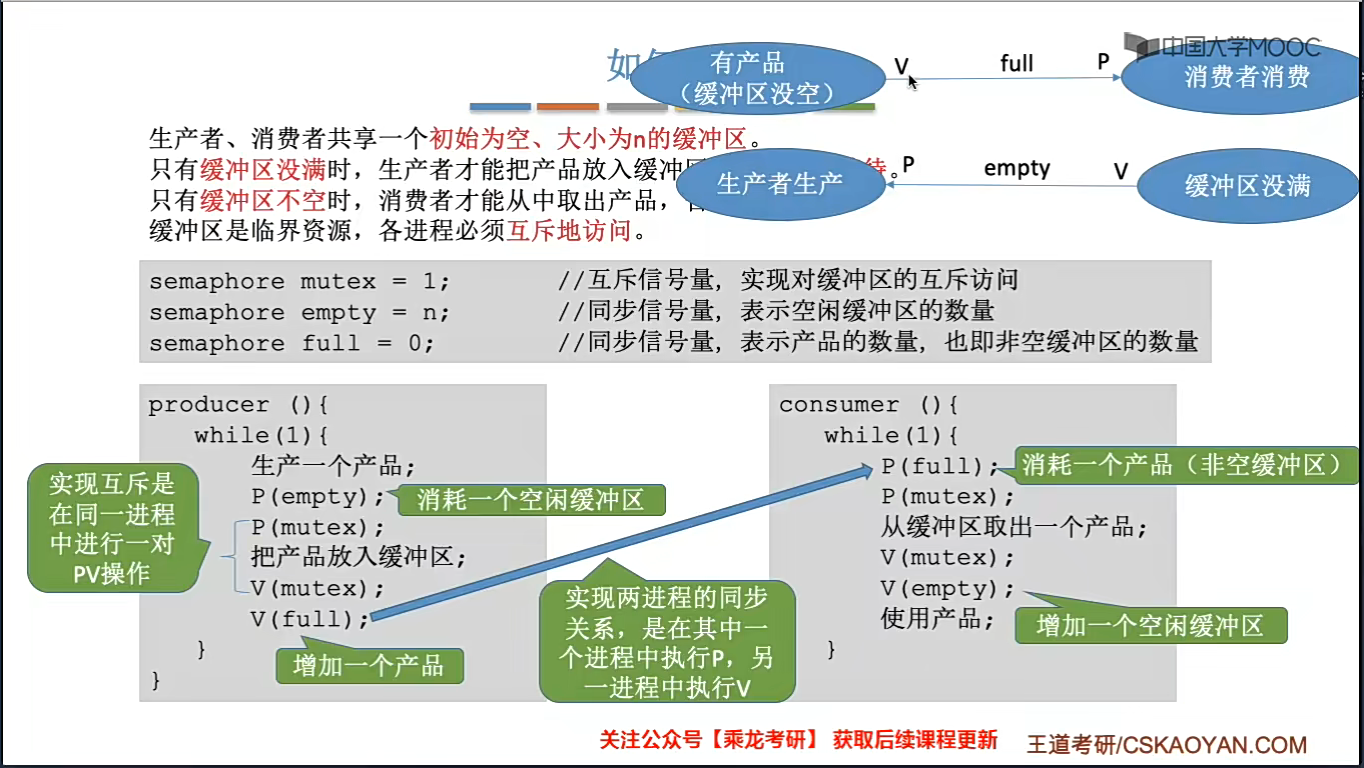 如何
有产品
（缓冲区没空）
V
full
P
中国大学MOOC
消费者消费
生产者、消费者共享一个初始为空、大小为n的缓冲区。
只有缓冲区没满时，生产者才能把产品放入缓冲区
待。
生产者生产
P
empty
V
缓冲区没满
只有缓冲区不空时，消费者才能从中取出产品，
缓冲区是临界资源，各进程必须互斥地访问。
semaphore mutex = 1; //互斥信号量，实现对缓冲区的互斥访问
semaphore empty = n; //同步信号量，表示空闲缓冲区的数量
semaphore full = 0; //同步信号量，表示产品的数量，也即非空缓冲区的数量
producer (){
while(1){
生产一个产品;
P(empty);
消耗一个空闲缓冲区
P(mutex);
把产品放入缓冲区;
V(mutex);
V(full);
}
}
实现互斥是
在同一进程
中进行一对
PV操作
增加一个产品
实现两进程的同步
关系，是在其中一
个进程中执行P，另
一进程中执行V
consumer (){
while(1){
P(full);
消耗一个产品（非空缓冲区）
P(mutex);
从缓冲区取出一个产品;
V(mutex);
V(empty);
增加一个空闲缓冲区
使用产品;
}
关注公众号【乘龙考研】 获取后续课程更新
王道考研/CSKAOYAN.COM